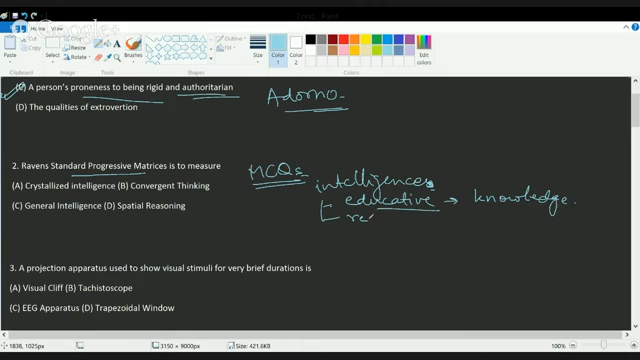 Home View
Paste
Cut
Copy
Select
Crop
Resize
Rotate
Brushes
Outline
Fill
Size
Color 1
Color 2
Edit colors
Clipboard
Image
Tools
Shapes
Colors
Google+
(C) A person's proneness to being rigid and authoritarian
Adorno
(D) The qualities of extrovertion
2. Ravens Standard Progressive Matrices is to measure
MCQs
intelligences
(A) Crystallized intelligence (B) Convergent Thinking
educative → knowledge.
(C) General Intelligence (D) Spatial Reasoning
re
3. A projection apparatus used to show visual stimuli for very brief durations is
(A) Visual Cliff (B) Tachistoscope
(C) EEG Apparatus (D) Trapezoidal Window
1838, 1025px 3150 × 9000px Size: 421.6KB 100%